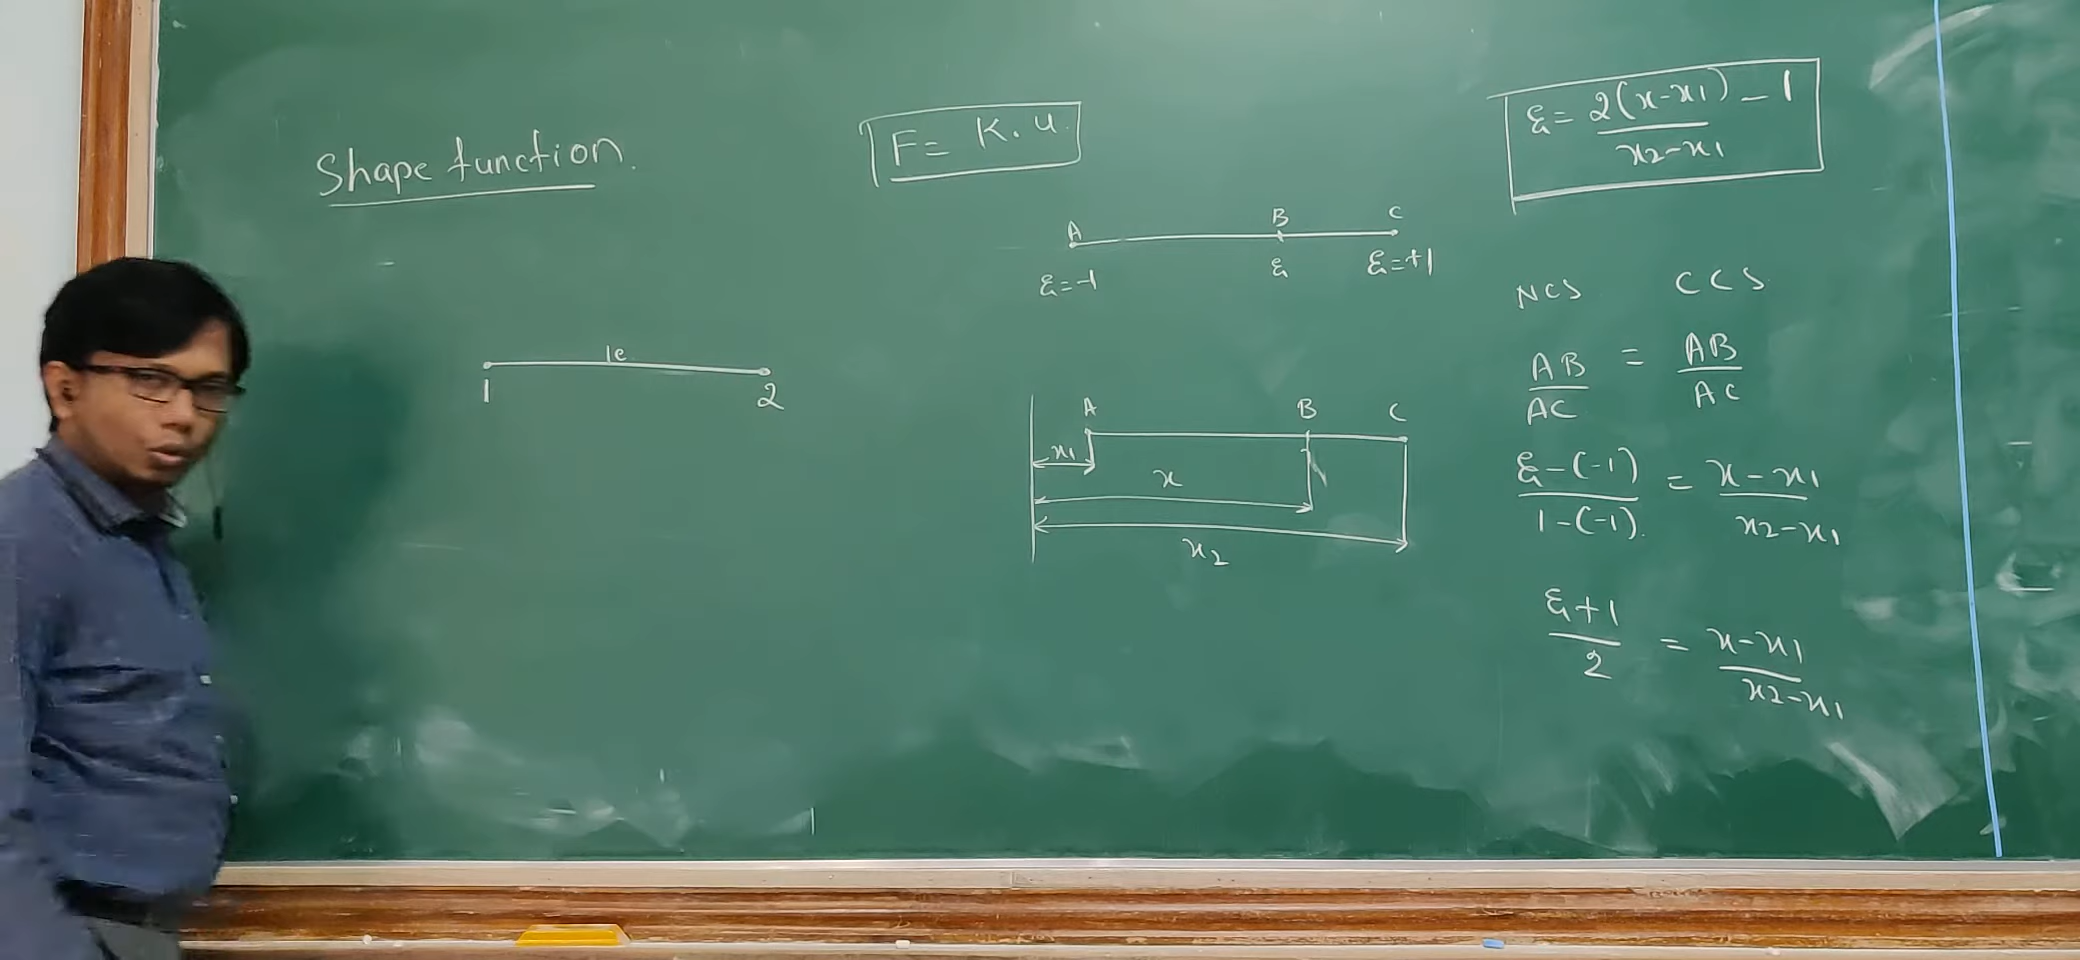 Shape function.
F = K.u
ξ = 2(x-x1)/(x2-x1) - 1
A B C
ξ=-1 ξ ξ=+1
1e
1 2
A B C
x1
x
x2
NCS CCS
AB/AC = AB/AC
ξ-(-1)/1-(-1). = x-x1/x2-x1
ξ+1/2 = x-x1/x2-x1